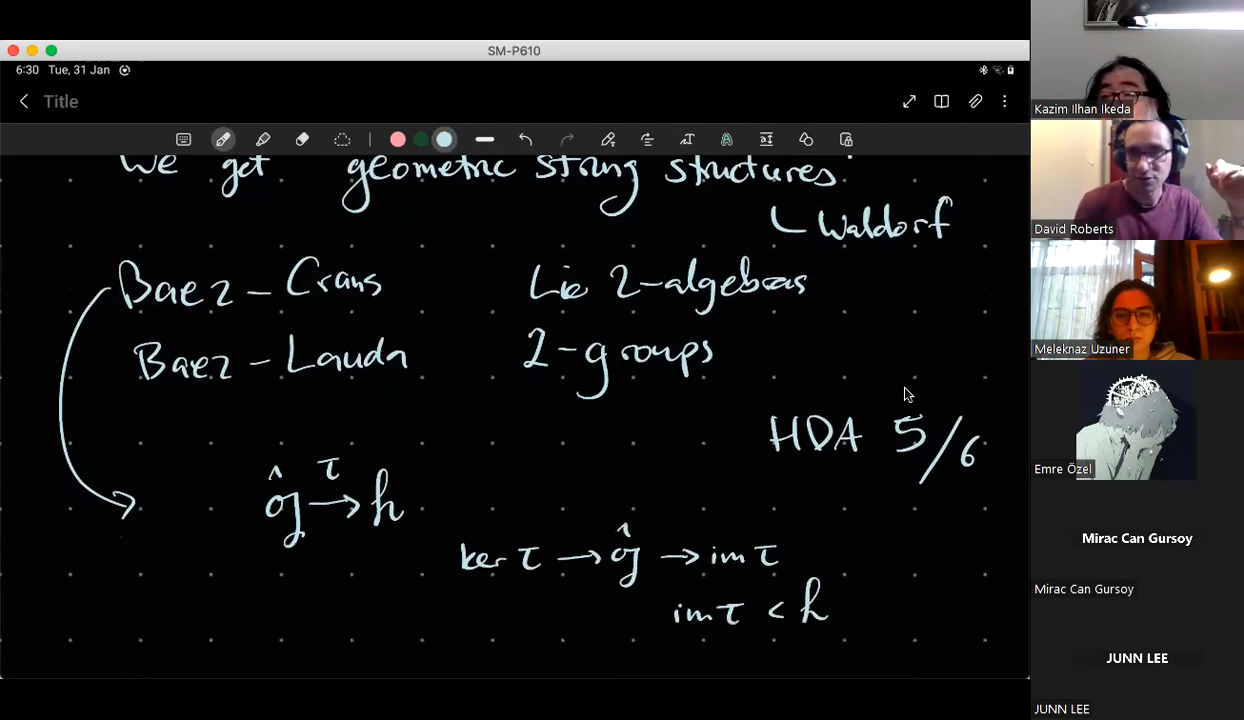 SM-P610
6:30 Tue, 31 Jan
Title
We get geometric string structures
Waldorf
Baez - Crans Lie 2-algebras
Baez - Lauda 2-groups
HDA 5/6
ĝ →τ h
ker τ → ĝ → im τ
im τ < h
Kazim Ilhan Ikeda
David Roberts
Meleknaz Uzuner
Emre Özel
Mirac Can Gursoy
Mirac Can Gursoy
JUNN LEE
JUNN LEE